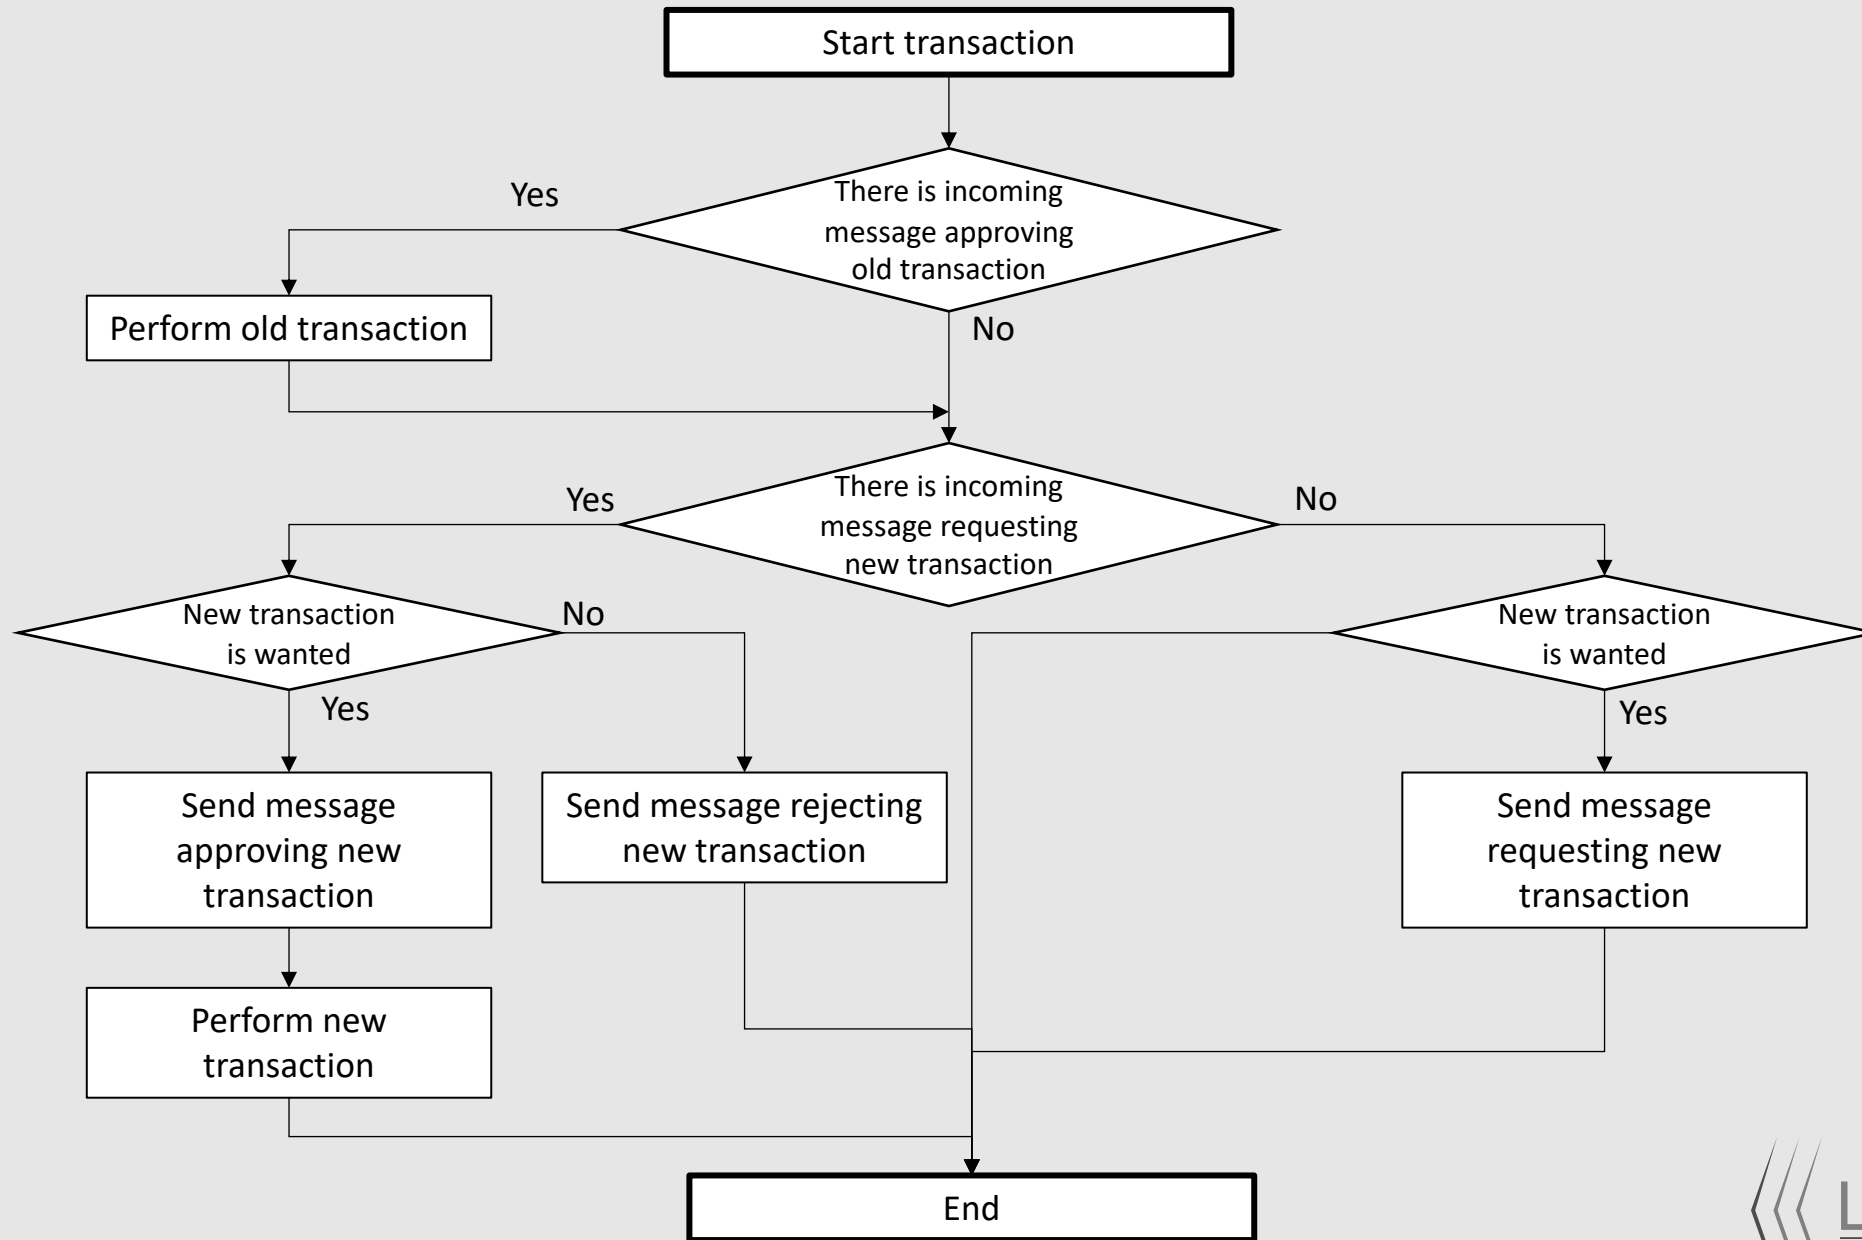 Start transaction
Yes
There is incoming
message approving
old transaction
Perform old transaction
No
Yes
There is incoming
message requesting
new transaction
No
New transaction
is wanted
No
New transaction
is wanted
Yes
Yes
Send message
approving new
transaction
Send message rejecting
new transaction
Send message
requesting new
transaction
Perform new
transaction
End
L